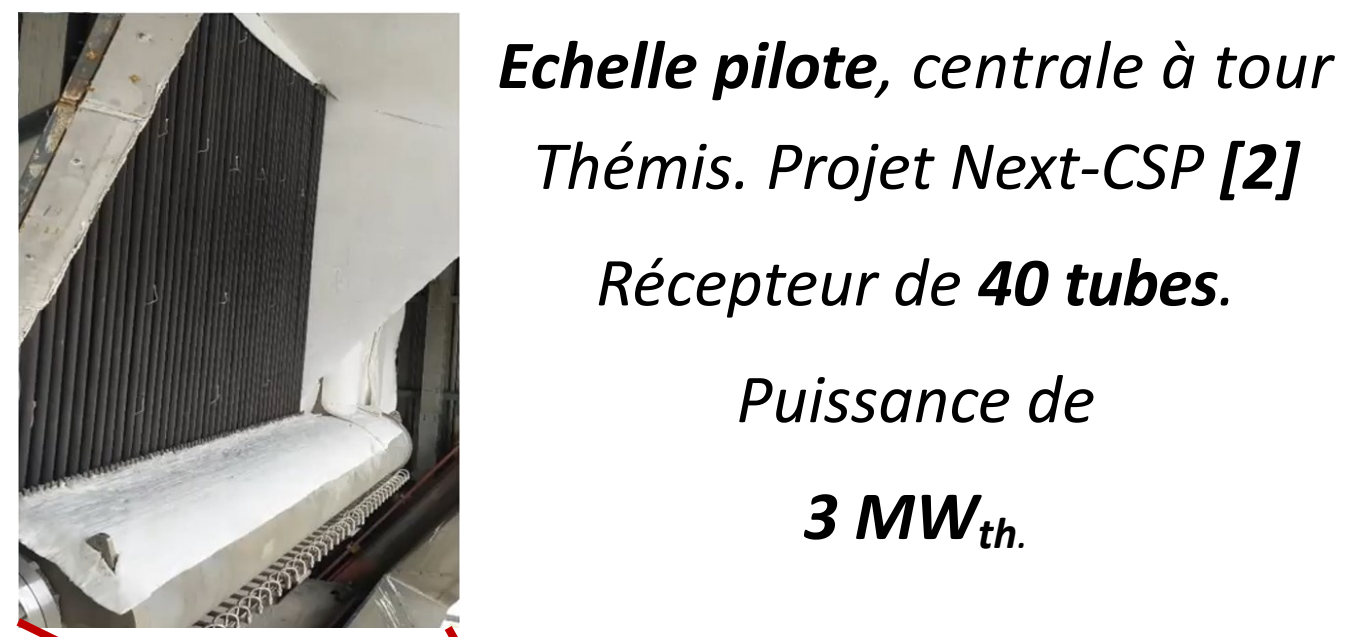 Echelle pilote, centrale à tour
Thémis. Projet Next-CSP [2]
Récepteur de 40 tubes.
Puissance de
3 MWth.